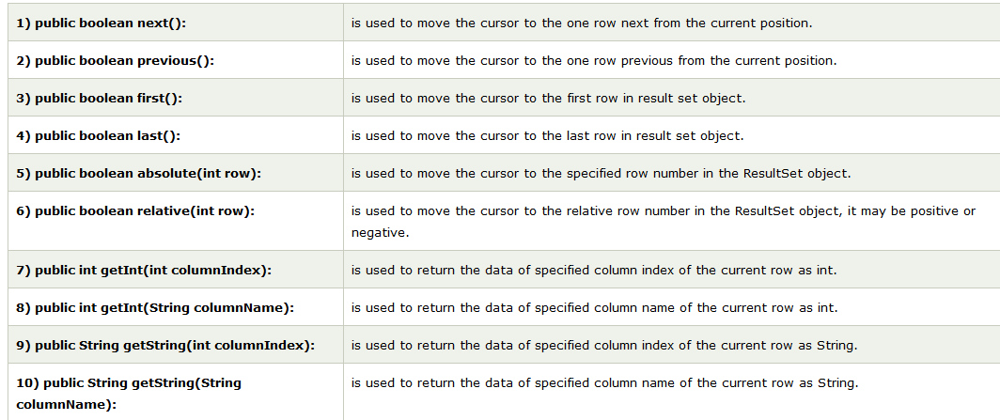 1) public boolean next(): is used to move the cursor to the one row next from the current position.
2) public boolean previous(): is used to move the cursor to the one row previous from the current position.
3) public boolean first(): is used to move the cursor to the first row in result set object.
4) public boolean last(): is used to move the cursor to the last row in result set object.
5) public boolean absolute(int row): is used to move the cursor to the specified row number in the ResultSet object.
6) public boolean relative(int row): is used to move the cursor to the relative row number in the ResultSet object, it may be positive or
negative.
7) public int getInt(int columnIndex): is used to return the data of specified column index of the current row as int.
8) public int getInt(String columnName): is used to return the data of specified column name of the current row as int.
9) public String getString(int columnIndex): is used to return the data of specified column index of the current row as String.
10) public String getString(String
columnName): is used to return the data of specified column name of the current row as String.